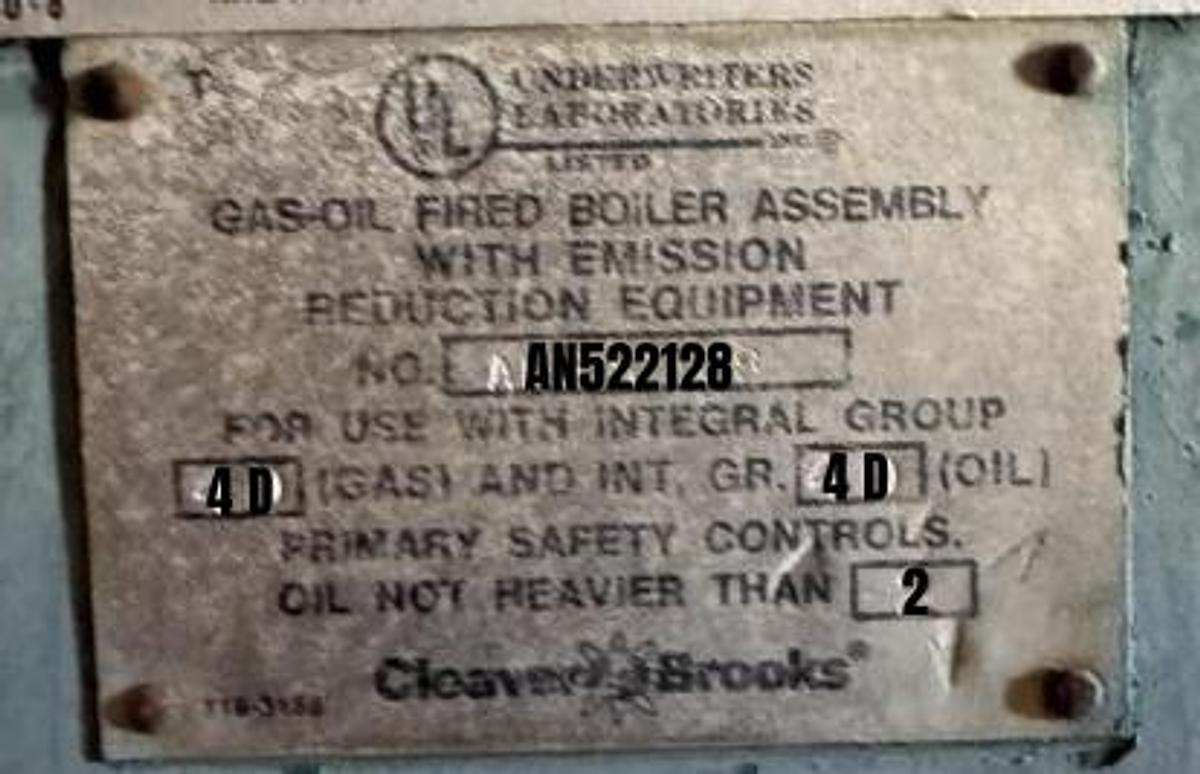 UL UNDERWRITERS
LABORATORIES
INC.®
LISTED
GAS-OIL FIRED BOILER ASSEMBLY
WITH EMISSION
REDUCTION EQUIPMENT
NO. AN522128
FOR USE WITH INTEGRAL GROUP
4 D (GAS) AND INT. GR. 4 D (OIL)
PRIMARY SAFETY CONTROLS.
OIL NOT HEAVIER THAN 2
Cleaver Brooks®